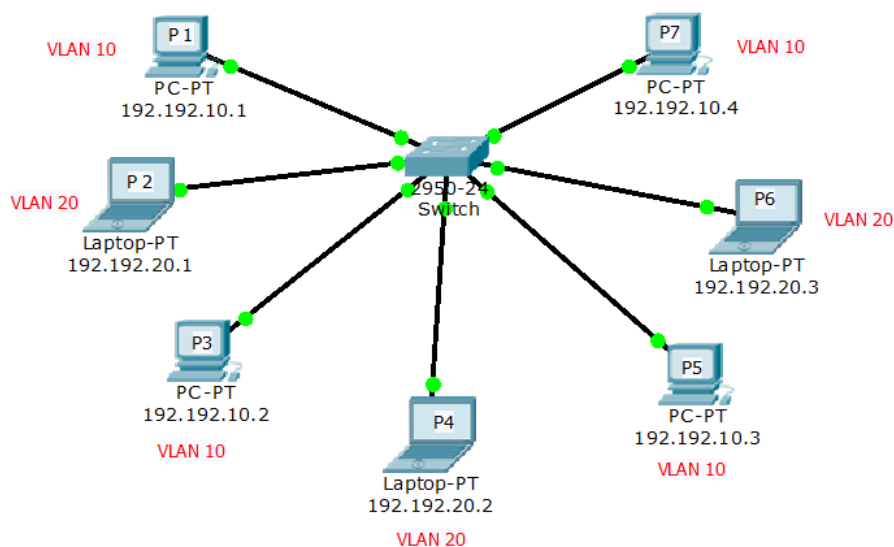 P 1
VLAN 10
PC-PT
192.192.10.1
P7
VLAN 10
PC-PT
192.192.10.4
P 2
VLAN 20
Laptop-PT
192.192.20.1
2950-24
Switch
P6
VLAN 20
Laptop-PT
192.192.20.3
P3
PC-PT
192.192.10.2
VLAN 10
P4
Laptop-PT
192.192.20.2
VLAN 20
P5
PC-PT
192.192.10.3
VLAN 10